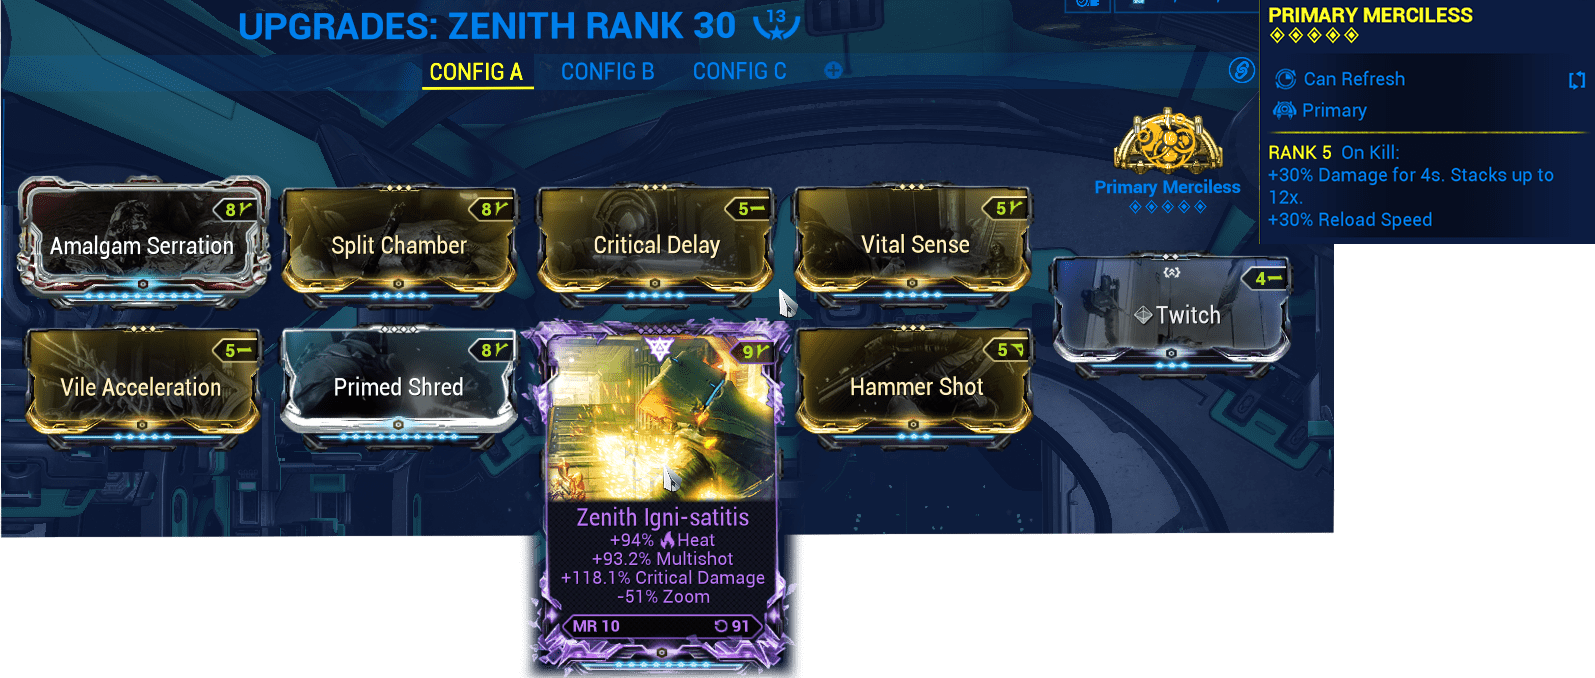 UPGRADES: ZENITH RANK 30 13
CONFIG A CONFIG B CONFIG C
PRIMARY MERCILESS
Can Refresh
Primary
RANK 5 On Kill:
+30% Damage for 4s. Stacks up to
12x.
+30% Reload Speed
Primary Merciless
8
Amalgam Serration
8
Split Chamber
5
Critical Delay
5
Vital Sense
4
Twitch
5
Vile Acceleration
8
Primed Shred
9
Zenith Igni-satitis
+94% Heat
+93.2% Multishot
+118.1% Critical Damage
-51% Zoom
MR 10 91
5
Hammer Shot